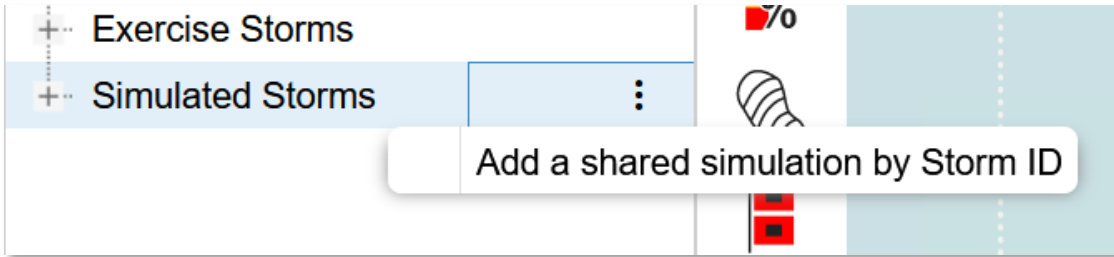 Exercise Storms
%
Simulated Storms
Add a shared simulation by Storm ID